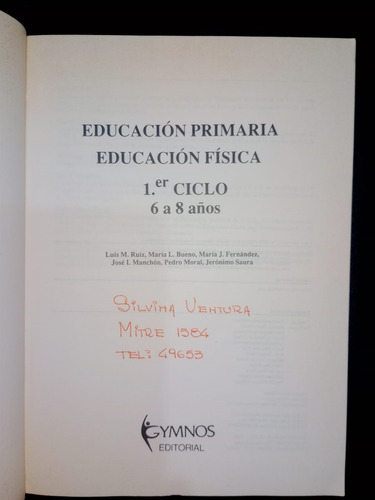 EDUCACIÓN PRIMARIA
EDUCACIÓN FÍSICA
1.er CICLO
6 a 8 años
Luis M. Ruiz, María L. Bueno, María J. Fernández,
José I. Manchón, Pedro Moral, Jerónimo Saura
Silvina Ventura
Mitre 1584
Tel: 49653
GYMNOS
EDITORIAL